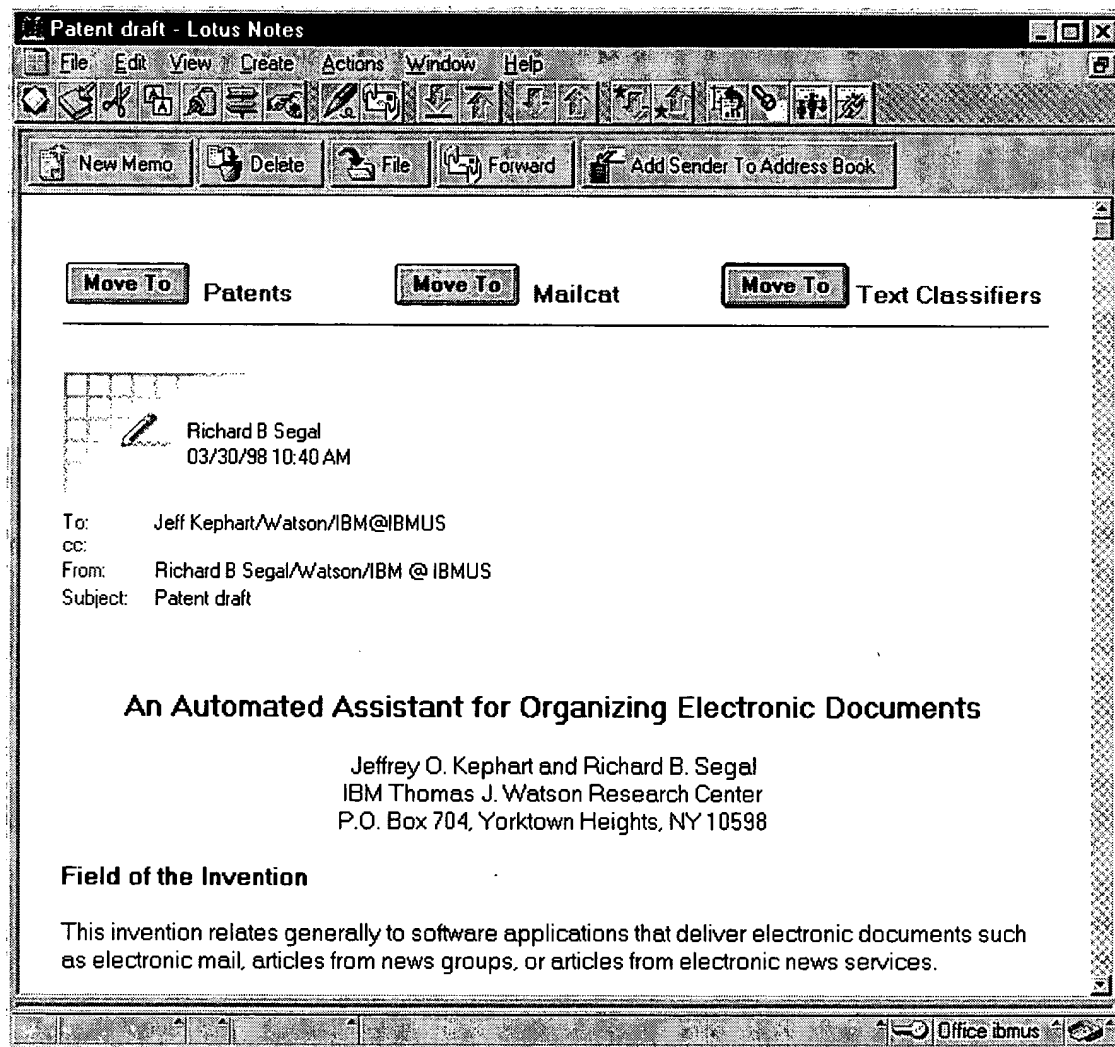 Patent draft - Lotus Notes
File Edit View Create Actions Window Help
New Memo Delete File Forward Add Sender To Address Book
Move To Patents Move To Mailcat Move To Text Classifiers
Richard B Segal
03/30/98 10:40 AM
To: Jeff Kephart/Watson/IBM@IBMUS
cc:
From: Richard B Segal/Watson/IBM @ IBMUS
Subject: Patent draft
An Automated Assistant for Organizing Electronic Documents
Jeffrey O. Kephart and Richard B. Segal
IBM Thomas J. Watson Research Center
P.O. Box 704, Yorktown Heights, NY 10598
Field of the Invention
This invention relates generally to software applications that deliver electronic documents such
as electronic mail, articles from news groups, or articles from electronic news services.
Office ibmus